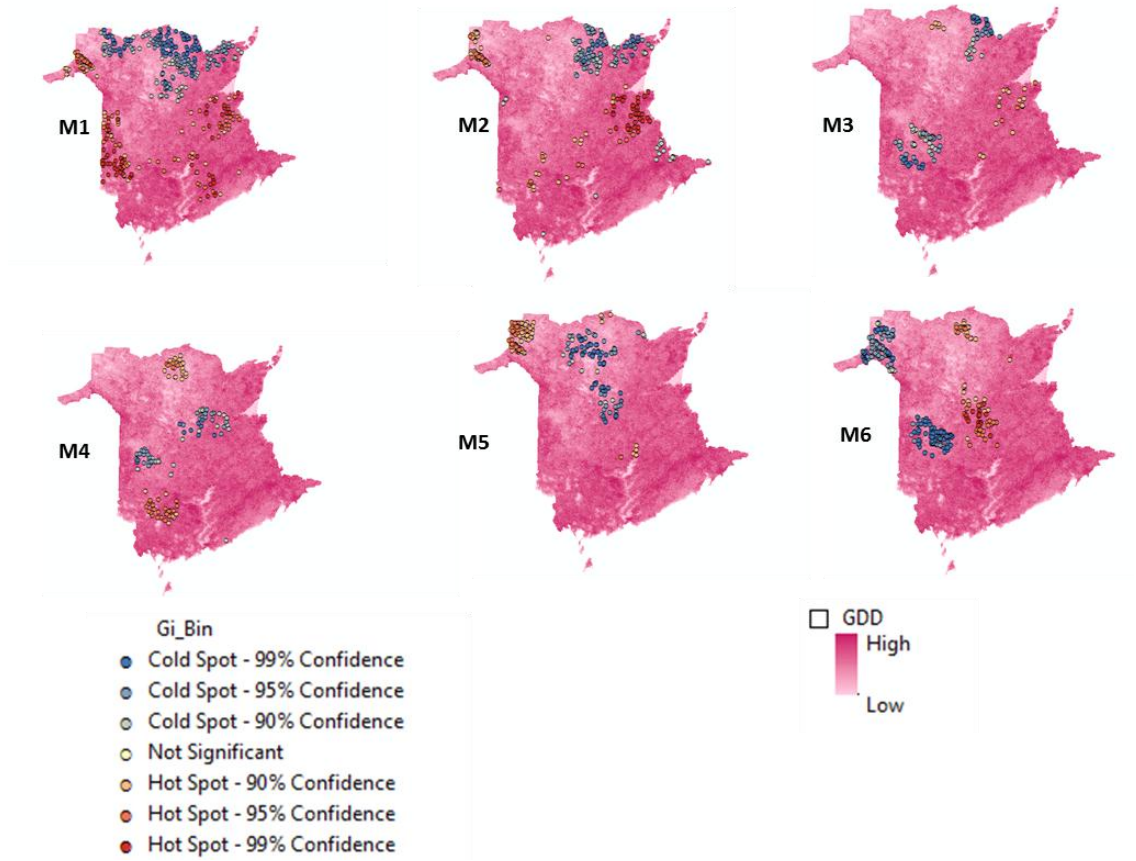 M1
M2
M3
M4
M5
M6
Gi_Bin
Cold Spot - 99% Confidence
Cold Spot - 95% Confidence
Cold Spot - 90% Confidence
Not Significant
Hot Spot - 90% Confidence
Hot Spot - 95% Confidence
Hot Spot - 99% Confidence
GDD
High
Low